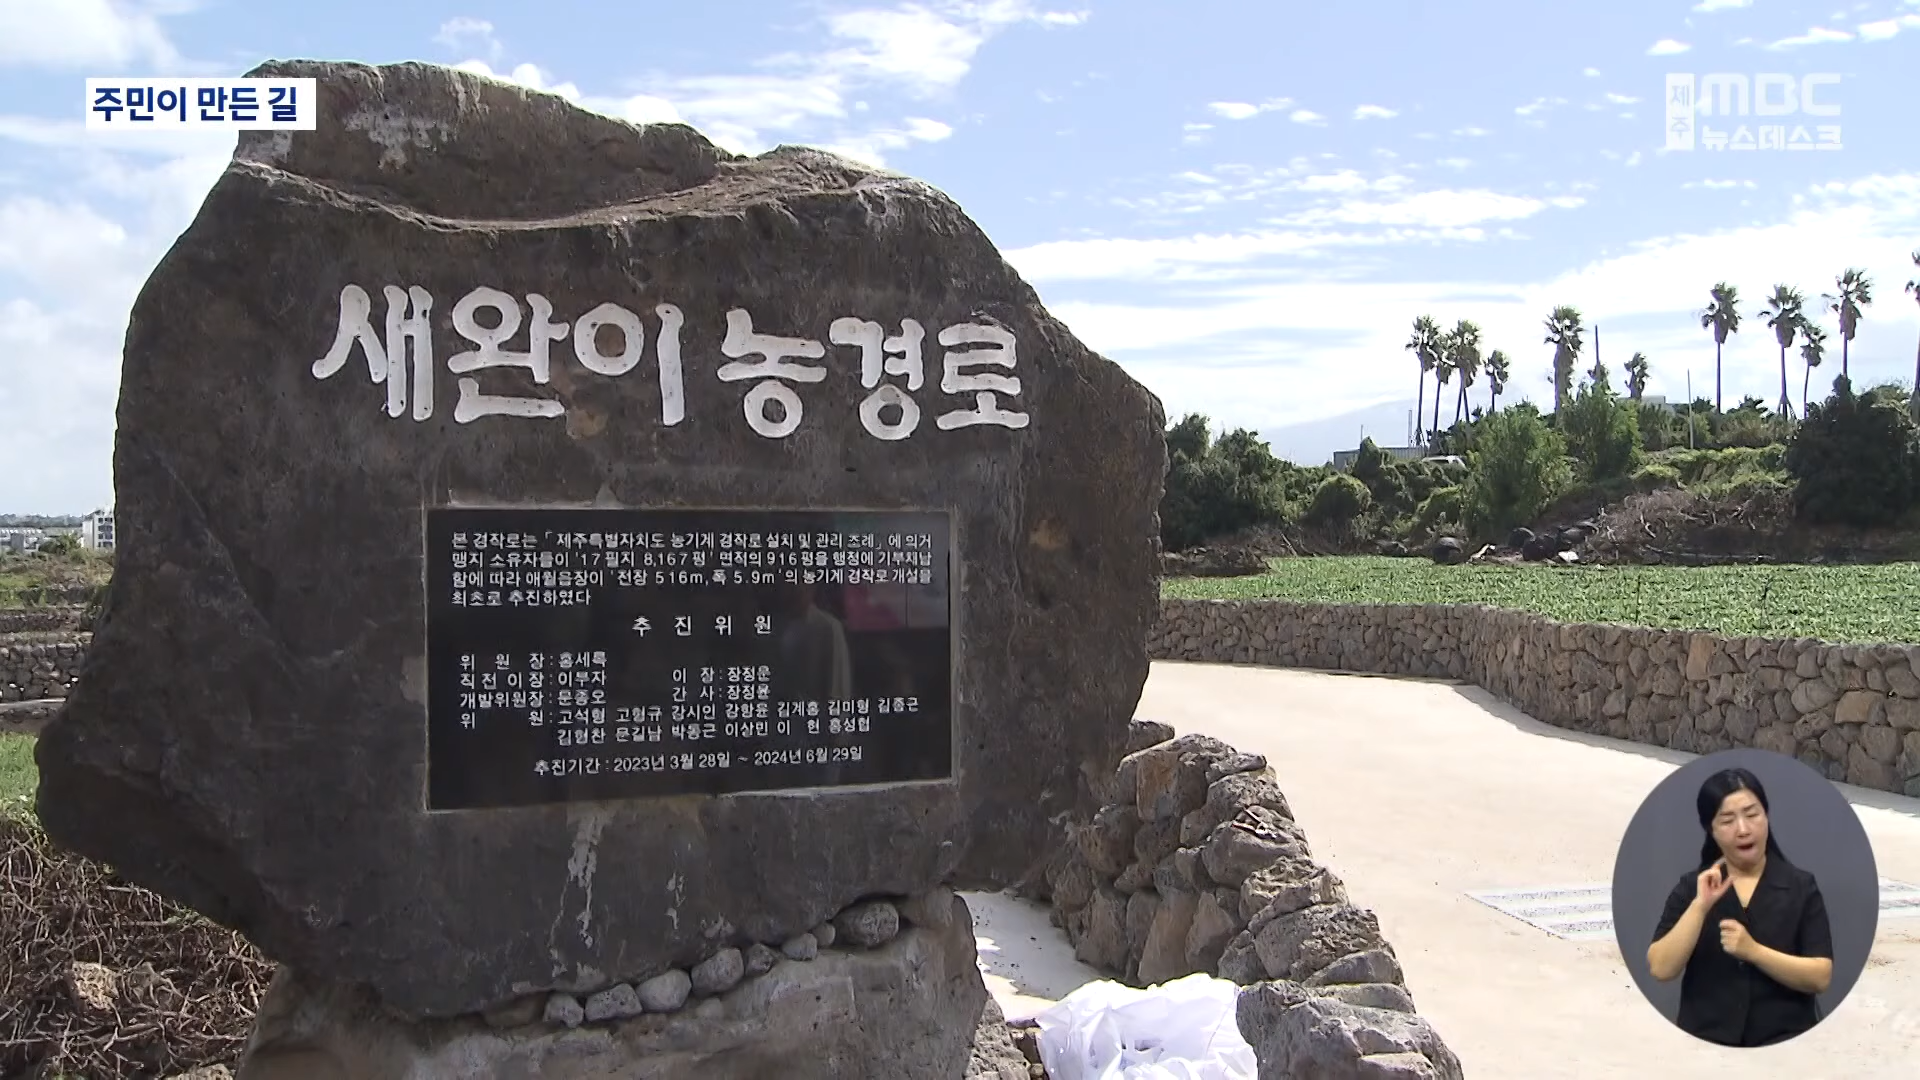 주민이 만든 길
제주 MBC
뉴스데스크
새완이 농경로
본 경작로는 「제주특별자치도 농기계 경작로 설치 및 관리 조례」에 의거
맹지 소유자들이 '17필지 8,167평' 면적의 916평을 행정에 기부채납
함에 따라 애월읍장이 '전장 516m, 폭 5.9m'의 농기계 경작로 개설을
최초로 추진하였다
추 진 위 원
위 원 장 : 홍세록
직전이장 : 이부자 이 장 : 장정운
개발위원장 : 문종오 간 사 : 장정윤
위 원 : 고석형 고형규 강시인 강항윤 김계홍 김미형 김종근
김형찬 문길남 박동근 이상민 이 현 홍성협
추진기간 : 2023년 3월 28일 ~ 2024년 6월 29일